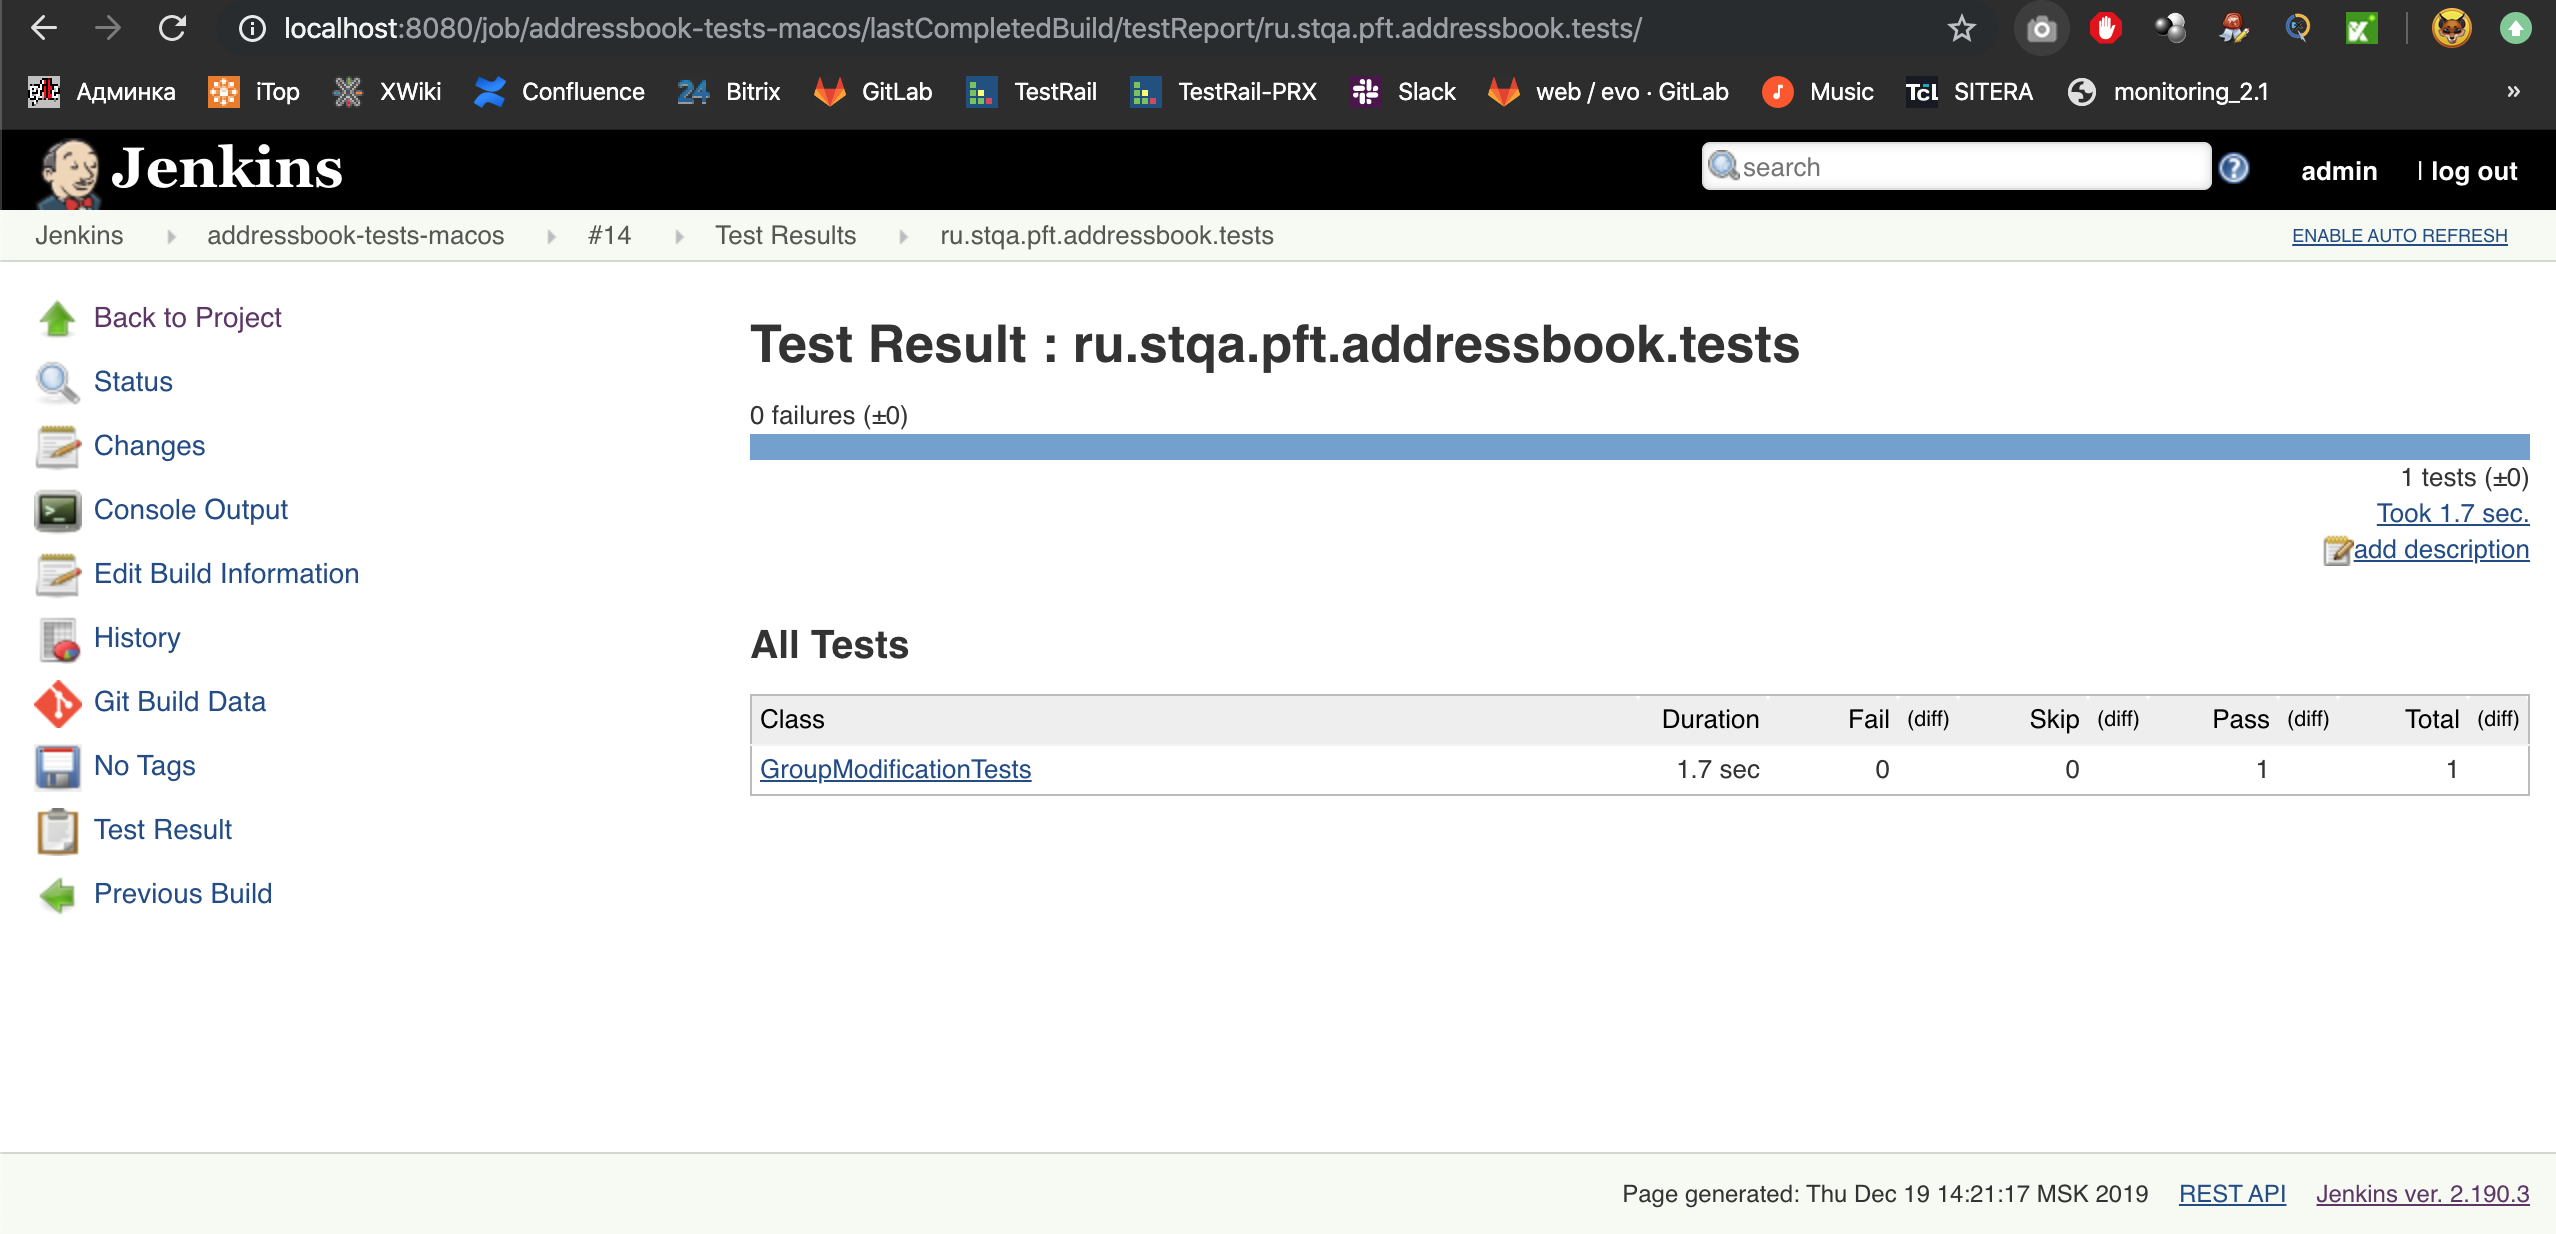 localhost:8080/job/addressbook-tests-macos/lastCompletedBuild/testReport/ru.stqa.pft.addressbook.tests/
Админка iTop XWiki Confluence 24 Bitrix GitLab TestRail TestRail-PRX Slack web / evo · GitLab Music TCL SITERA monitoring_2.1 »
Jenkins search admin | log out
Jenkins addressbook-tests-macos #14 Test Results ru.stqa.pft.addressbook.tests ENABLE AUTO REFRESH
Back to Project
Status
Changes
Console Output
Edit Build Information
History
Git Build Data
No Tags
Test Result
Previous Build
Test Result : ru.stqa.pft.addressbook.tests
0 failures (±0)
1 tests (±0)
Took 1.7 sec.
add description
All Tests
Class Duration Fail (diff) Skip (diff) Pass (diff) Total (diff)
GroupModificationTests 1.7 sec 0 0 1 1
Page generated: Thu Dec 19 14:21:17 MSK 2019 REST API Jenkins ver. 2.190.3